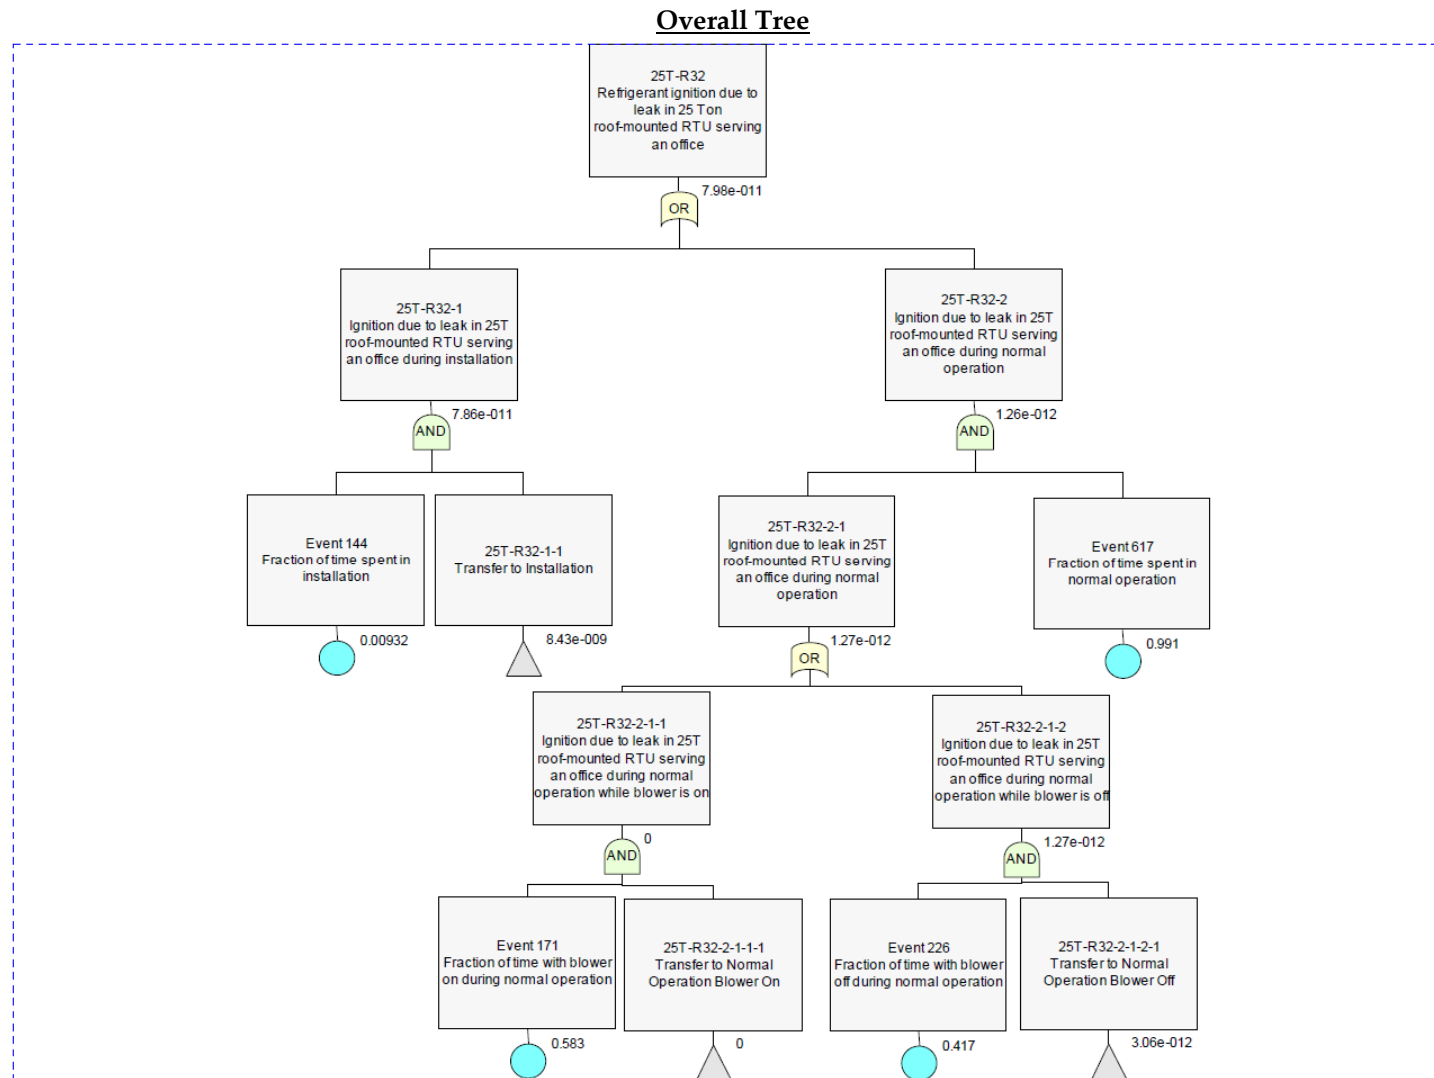 Overall Tree
25T-R32
Refrigerant ignition due to
leak in 25 Ton
roof-mounted RTU serving
an office
7.98e-011
OR
25T-R32-1
Ignition due to leak in 25T
roof-mounted RTU serving
an office during installation
7.86e-011
AND
25T-R32-2
Ignition due to leak in 25T
roof-mounted RTU serving
an office during normal
operation
1.26e-012
AND
Event 144
Fraction of time spent in
installation
0.00932
25T-R32-1-1
Transfer to Installation
8.43e-009
25T-R32-2-1
Ignition due to leak in 25T
roof-mounted RTU serving
an office during normal
operation
1.27e-012
OR
Event 617
Fraction of time spent in
normal operation
0.991
25T-R32-2-1-1
Ignition due to leak in 25T
roof-mounted RTU serving
an office during normal
operation while blower is on
0
AND
25T-R32-2-1-2
Ignition due to leak in 25T
roof-mounted RTU serving
an office during normal
operation while blower is off
1.27e-012
AND
Event 171
Fraction of time with blower
on during normal operation
0.583
25T-R32-2-1-1-1
Transfer to Normal
Operation Blower On
0
Event 226
Fraction of time with blower
off during normal operation
0.417
25T-R32-2-1-2-1
Transfer to Normal
Operation Blower Off
3.06e-012